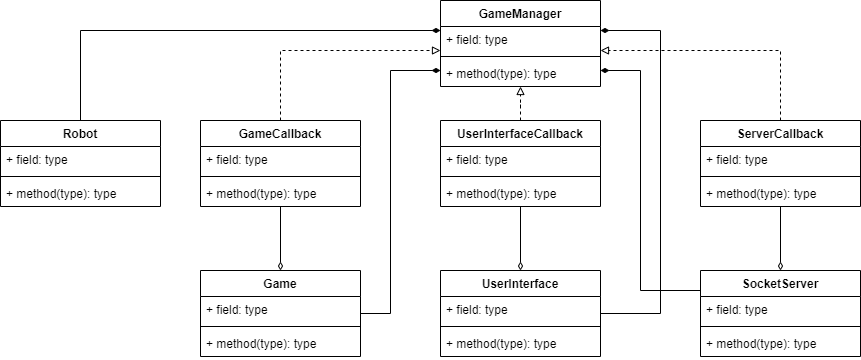 GameManager
+ field: type
+ method(type): type
Robot
+ field: type
+ method(type): type
GameCallback
+ field: type
+ method(type): type
UserInterfaceCallback
+ field: type
+ method(type): type
ServerCallback
+ field: type
+ method(type): type
Game
+ field: type
+ method(type): type
UserInterface
+ field: type
+ method(type): type
SocketServer
+ field: type
+ method(type): type